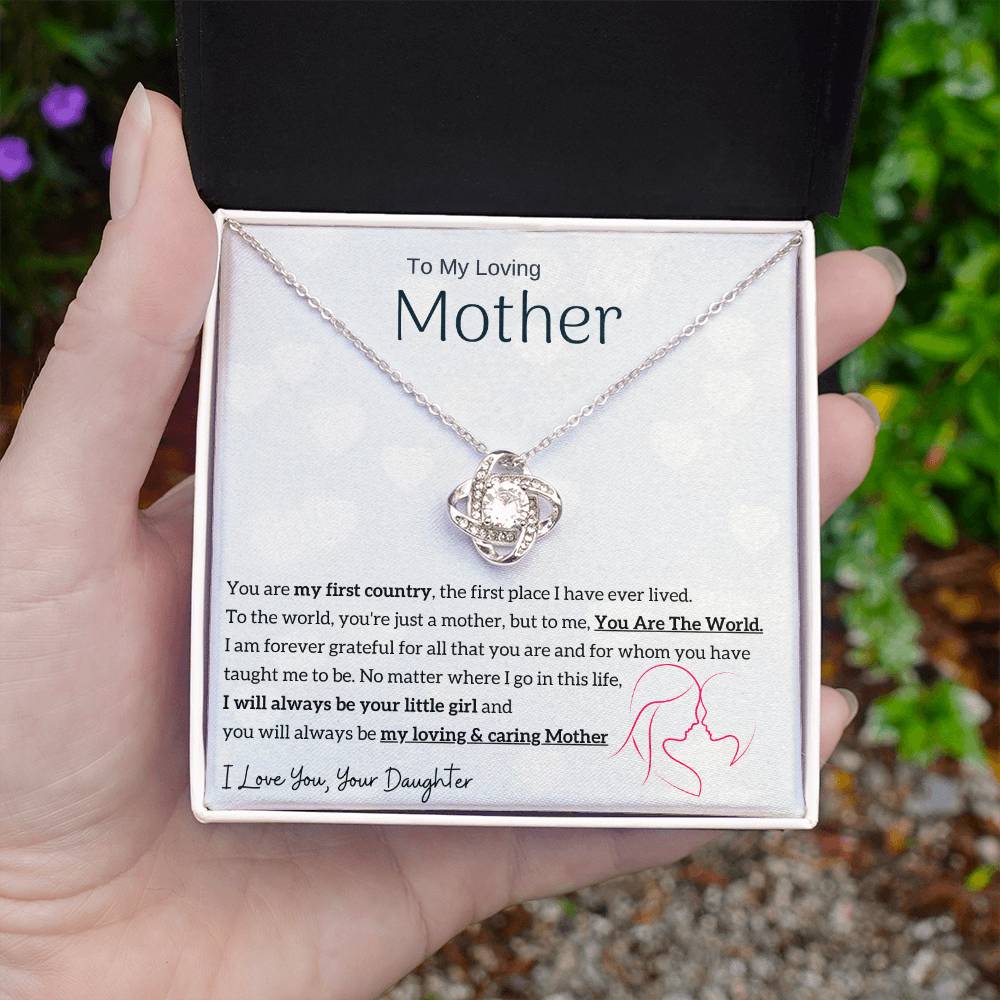 To My Loving
Mother
You are my first country, the first place I have ever lived.
To the world, you're just a mother, but to me, You Are The World.
I am forever grateful for all that you are and for whom you have
taught me to be. No matter where I go in this life,
I will always be your little girl and
you will always be my loving & caring Mother
I Love You, Your Daughter